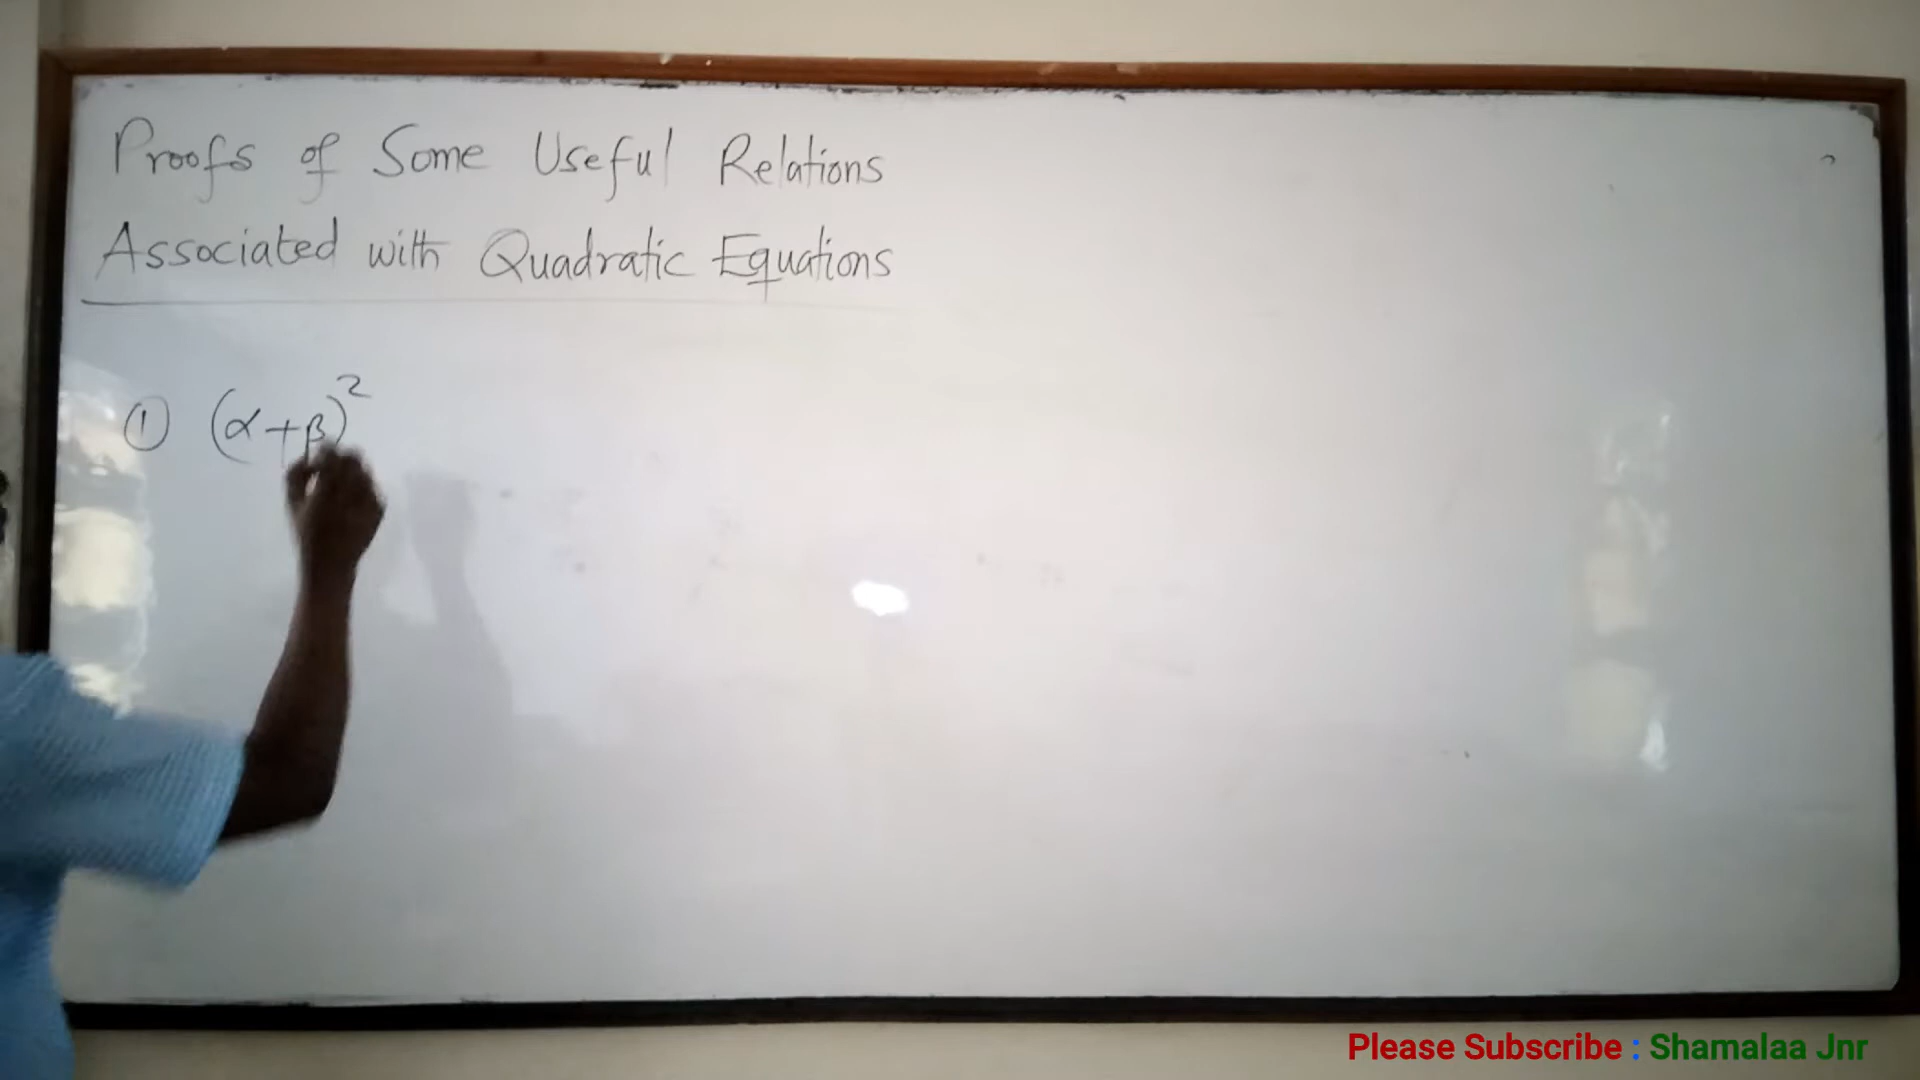 Proofs of Some Useful Relations
Associated with Quadratic Equations
① (α+β)²
Please Subscribe : Shamalaa Jnr